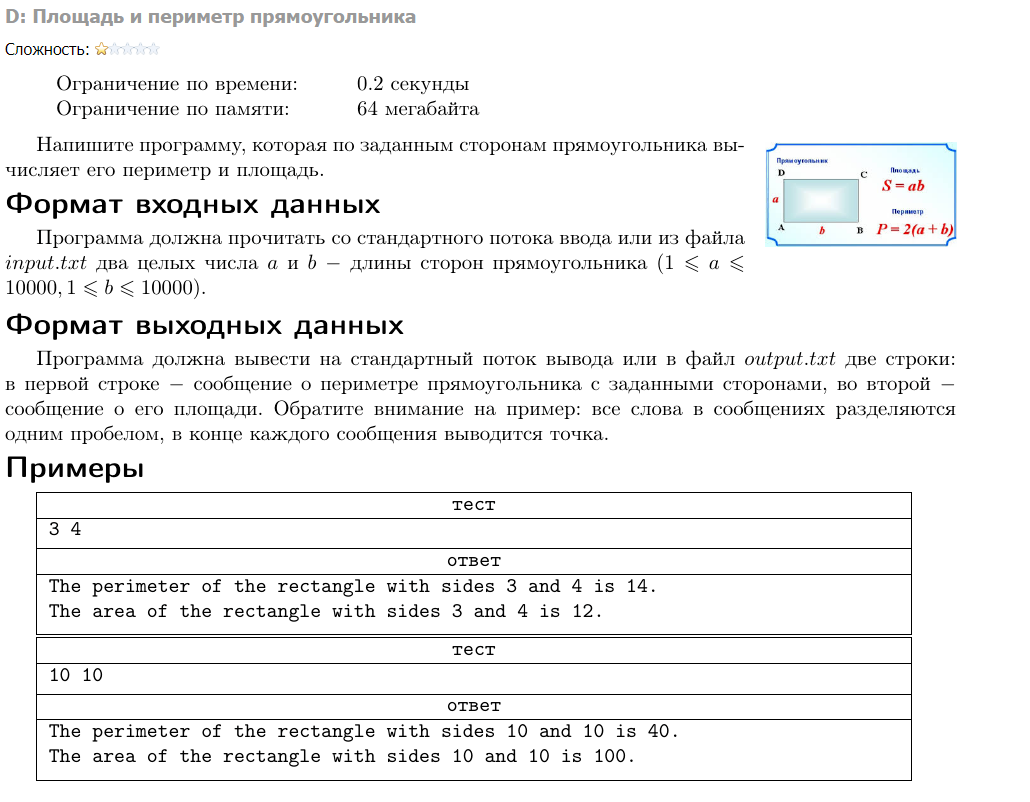 D: Площадь и периметр прямоугольника
Сложность:
Ограничение по времени: 0.2 секунды
Ограничение по памяти: 64 мегабайта
Напишите программу, которая по заданным сторонам прямоугольника вы-
числяет его периметр и площадь.
Прямоугольник
D C
a
A b B
Площадь
S = ab
Периметр
P = 2(a + b)
Формат входных данных
Программа должна прочитать со стандартного потока ввода или из файла
input.txt два целых числа a и b − длины сторон прямоугольника (1 ⩽ a ⩽
10000, 1 ⩽ b ⩽ 10000).
Формат выходных данных
Программа должна вывести на стандартный поток вывода или в файл output.txt две строки:
в первой строке − сообщение о периметре прямоугольника с заданными сторонами, во второй −
сообщение о его площади. Обратите внимание на пример: все слова в сообщениях разделяются
одним пробелом, в конце каждого сообщения выводится точка.
Примеры
тест
3 4
ответ
The perimeter of the rectangle with sides 3 and 4 is 14.
The area of the rectangle with sides 3 and 4 is 12.
тест
10 10
ответ
The perimeter of the rectangle with sides 10 and 10 is 40.
The area of the rectangle with sides 10 and 10 is 100.